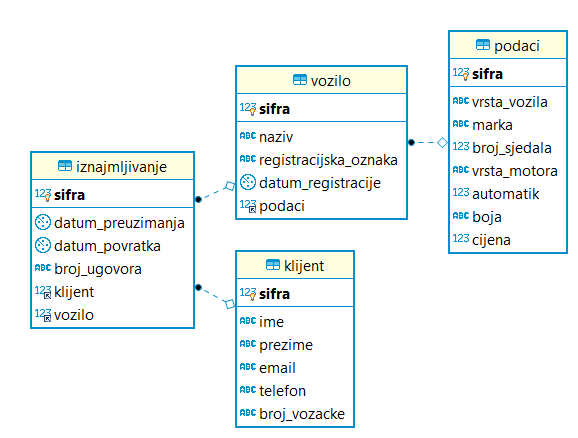 podaci
123 sifra
ABC vrsta_vozila
ABC marka
123 broj_sjedala
ABC vrsta_motora
123 automatik
ABC boja
123 cijena
vozilo
123 sifra
ABC naziv
ABC registracijska_oznaka
datum_registracije
123 podaci
iznajmljivanje
123 sifra
datum_preuzimanja
datum_povratka
ABC broj_ugovora
123 klijent
123 vozilo
klijent
123 sifra
ABC ime
ABC prezime
ABC email
ABC telefon
ABC broj_vozacke